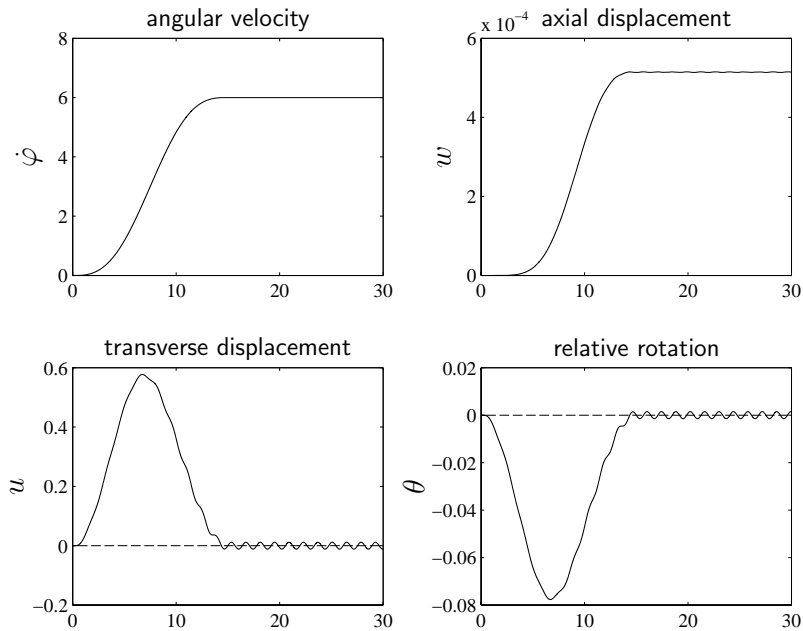 angular velocity
8
6
4
2
0
φ̇
0 10 20 30
x 10⁻⁴ axial displacement
6
4
2
0
w
0 10 20 30
transverse displacement
0.6
0.4
0.2
0
−0.2
u
0 10 20 30
relative rotation
0.02
0
−0.02
−0.04
−0.06
−0.08
θ
0 10 20 30